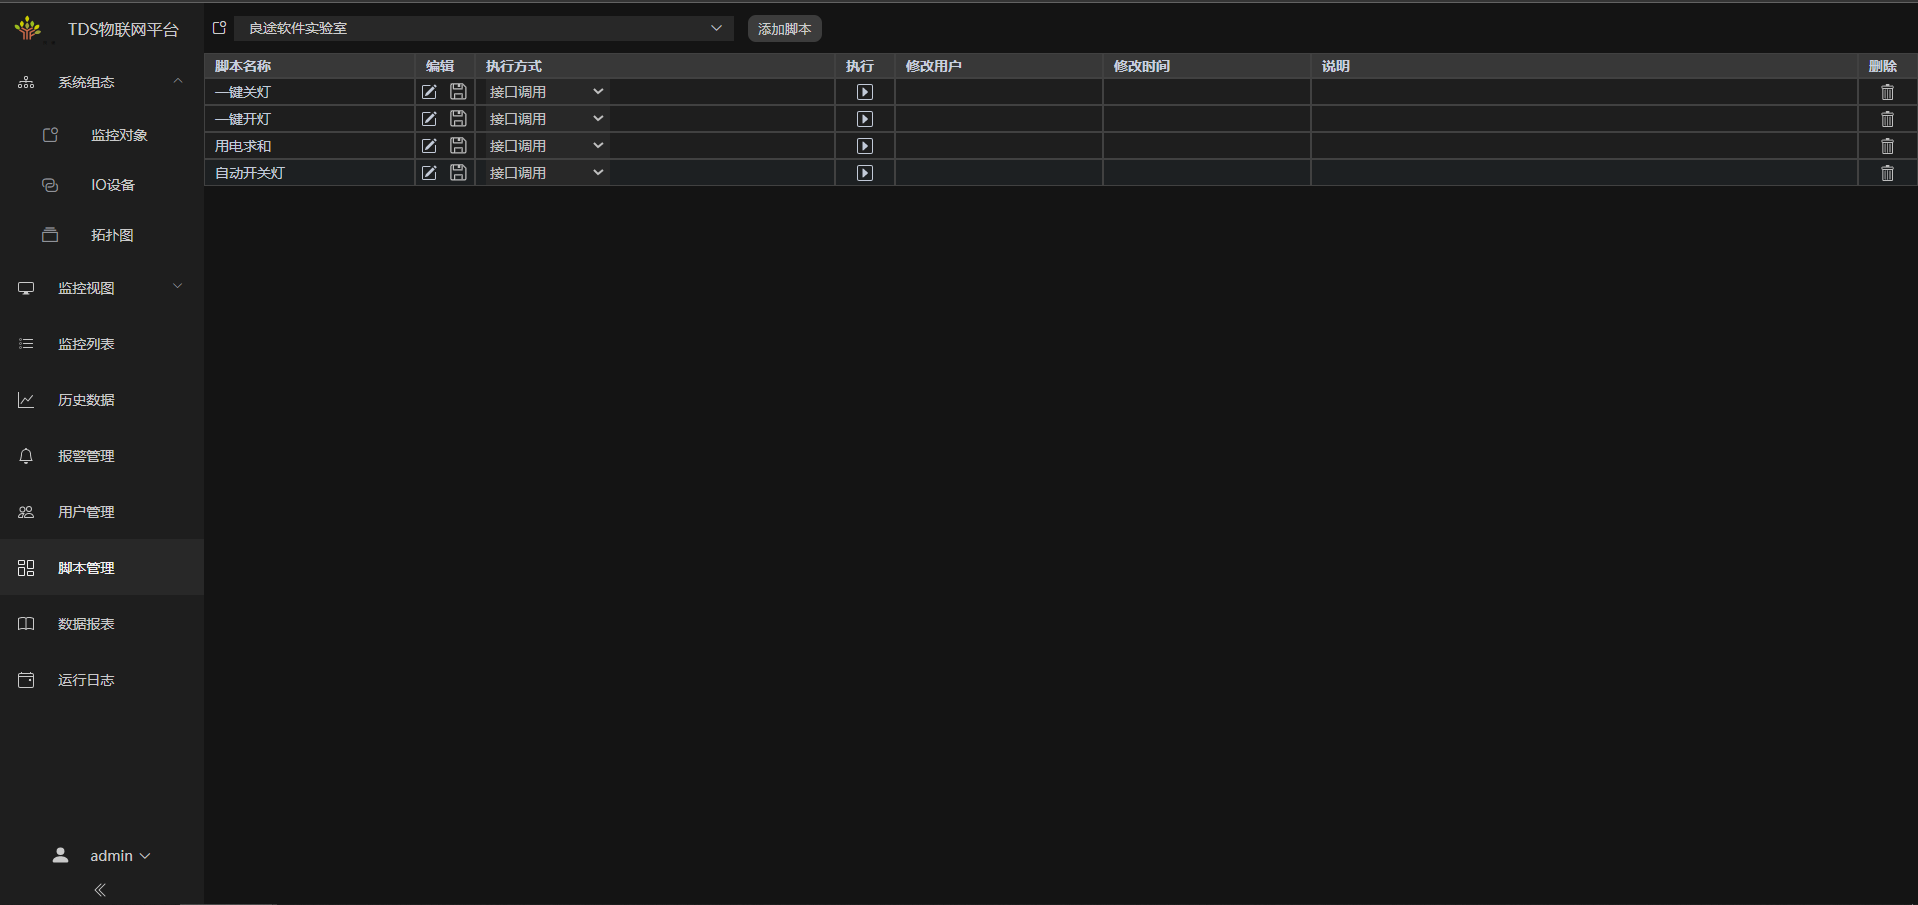 TDS物联网平台
系统组态
监控对象
IO设备
拓扑图
监控视图
监控列表
历史数据
报警管理
用户管理
脚本管理
数据报表
运行日志
admin
良途软件实验室
添加脚本
脚本名称 编辑 执行方式 执行 修改用户 修改时间 说明 删除
一键关灯 接口调用
一键开灯 接口调用
用电求和 接口调用
自动开关灯 接口调用